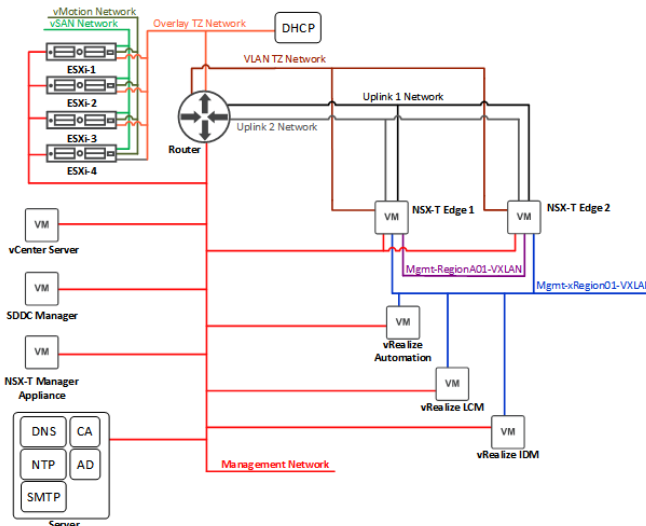 vMotion Network
vSAN Network
Overlay TZ Network
DHCP
ESXi-1
ESXi-2
ESXi-3
ESXi-4
VLAN TZ Network
Uplink 1 Network
Uplink 2 Network
Router
VM
NSX-T Edge 1
VM
NSX-T Edge 2
VM
vCenter Server
Mgmt-RegionA01-VXLAN
Mgmt-xRegion01-VXLAN
VM
SDDC Manager
VM
vRealize
Automation
VM
NSX-T Manager
Appliance
VM
vRealize LCM
DNS
CA
NTP
AD
SMTP
Server
VM
vRealize IDM
Management Network